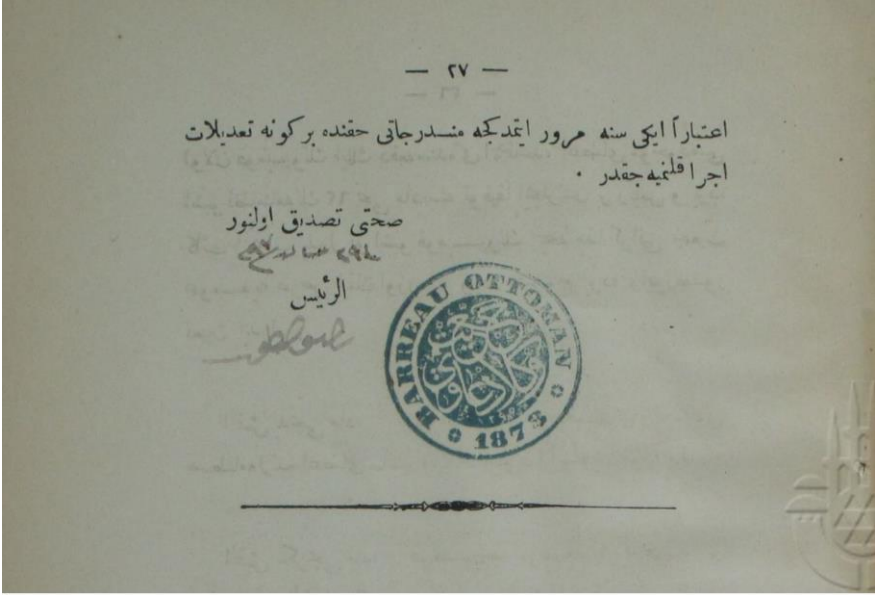 — ٢٧ —
اعتباراً ایکی سنه مرور ایتمدکجه مندرجاتی حقنده بر کونه تعدیلات
اجرا قلنمیه جقدر .
صحتی تصدیق اولنور
الرئیس
BARREAU OTTOMAN
1873